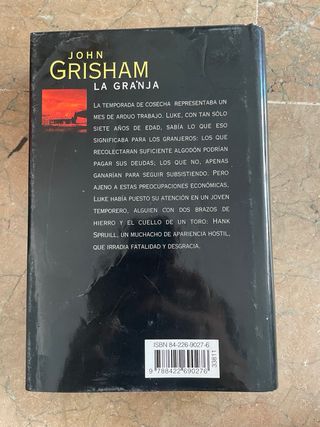 JOHN
GRISHAM
LA GRANJA
LA TEMPORADA DE COSECHA REPRESENTABA UN
MES DE ARDUO TRABAJO. LUKE, CON TAN SÓLO
SIETE AÑOS DE EDAD, SABÍA LO QUE ESO
SIGNIFICABA PARA LOS GRANJEROS: LOS QUE
RECOLECTARAN SUFICIENTE ALGODÓN PODRÍAN
PAGAR SUS DEUDAS; LOS QUE NO, APENAS
GANARÍAN PARA SEGUIR SUBSISTIENDO. PERO
AJENO A ESTAS PREOCUPACIONES ECONÓMICAS,
LUKE HABÍA PUESTO SU ATENCIÓN EN UN JOVEN
TEMPORERO, ALGUIEN CON DOS BRAZOS DE
HIERRO Y EL CUELLO DE UN TORO: HANK
SPRUILL, UN MUCHACHO DE APARIENCIA HOSTIL,
QUE IRRADIA FATALIDAD Y DESGRACIA.
ISBN 84-226-9027-6
9 788422 690276
33811